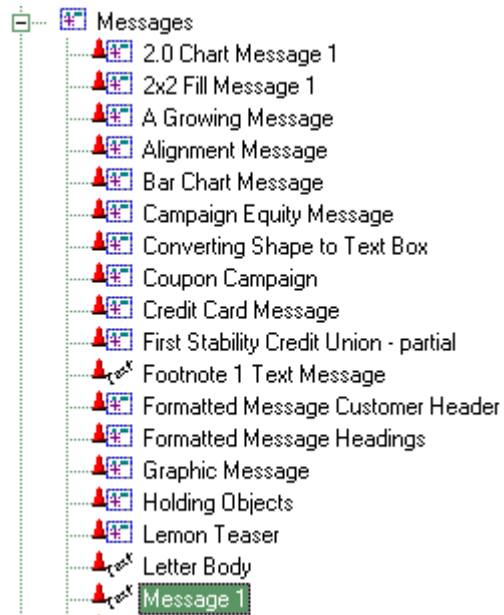 Messages
2.0 Chart Message 1
2x2 Fill Message 1
A Growing Message
Alignment Message
Bar Chart Message
Campaign Equity Message
Converting Shape to Text Box
Coupon Campaign
Credit Card Message
First Stability Credit Union - partial
Footnote 1 Text Message
Formatted Message Customer Header
Formatted Message Headings
Graphic Message
Holding Objects
Lemon Teaser
Letter Body
Message 1